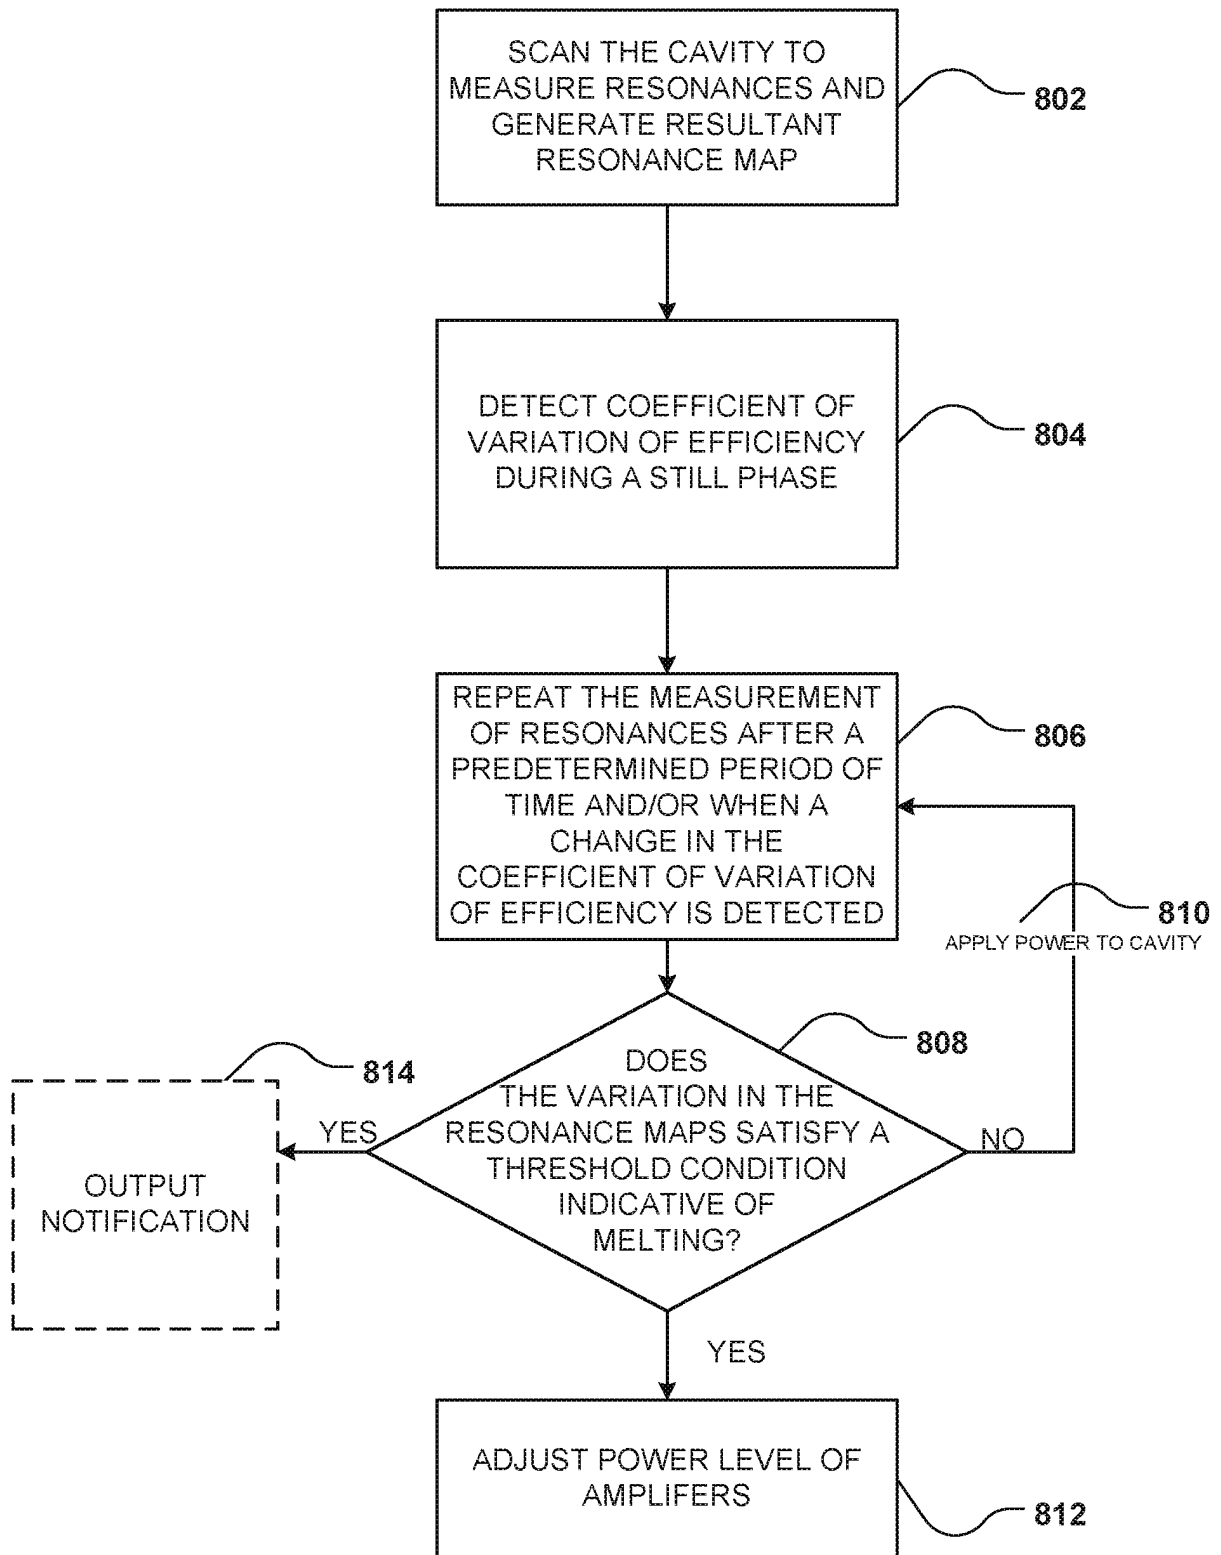 SCAN THE CAVITY TO
MEASURE RESONANCES AND
GENERATE RESULTANT
RESONANCE MAP
802
DETECT COEFFICIENT OF
VARIATION OF EFFICIENCY
DURING A STILL PHASE
804
REPEAT THE MEASUREMENT
OF RESONANCES AFTER A
PREDETERMINED PERIOD OF
TIME AND/OR WHEN A
CHANGE IN THE
COEFFICIENT OF VARIATION
OF EFFICIENCY IS DETECTED
806
810
APPLY POWER TO CAVITY
808
DOES
THE VARIATION IN THE
RESONANCE MAPS SATISFY A
THRESHOLD CONDITION
INDICATIVE OF
MELTING?
NO
YES
814
OUTPUT
NOTIFICATION
YES
ADJUST POWER LEVEL OF
AMPLIFERS
812